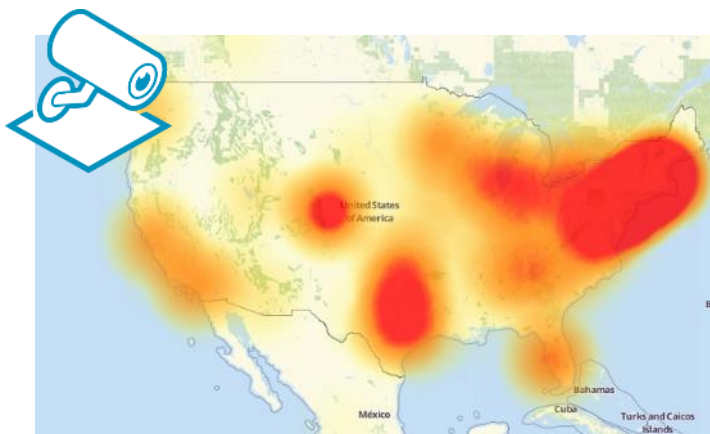 United States
of America
Bahamas
Cuba
México
Turks and Caicos
Islands